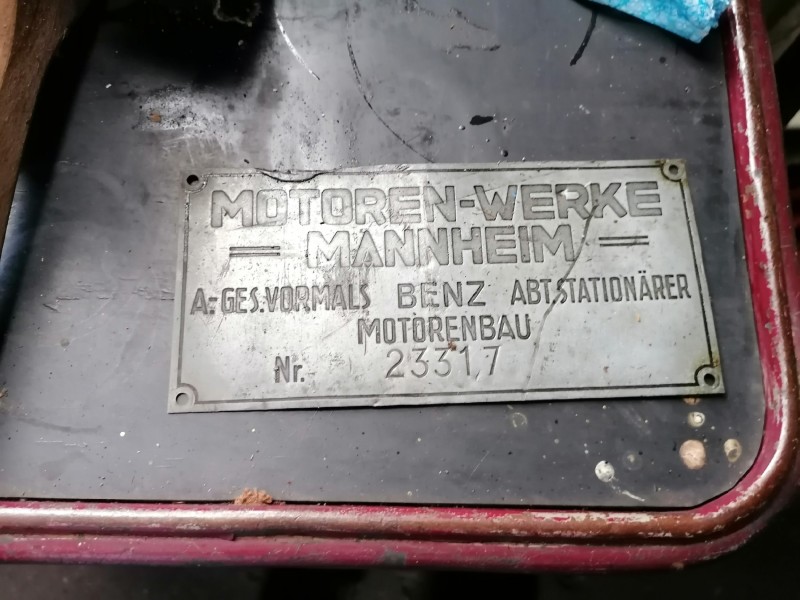 MOTOREN-WERKE
= MANNHEIM =
A.-GES.VORMALS BENZ ABT.STATIONÄRER
MOTORENBAU
Nr. 23317